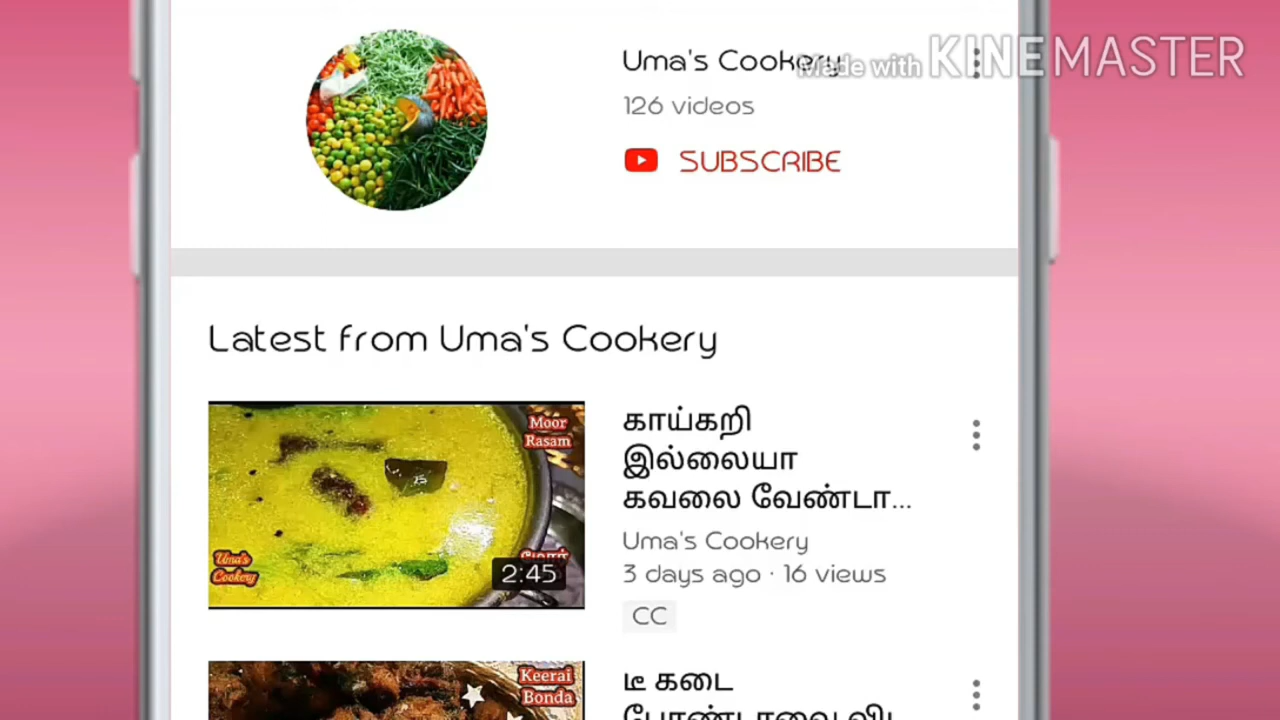 Uma's Cookery
Made with KINEMASTER
126 videos
SUBSCRIBE
Latest from Uma's Cookery
Moor
Rasam
Uma's
Cookery
மோர்
2:45
காய்கறி
இல்லையா
கவலை வேண்டா...
Uma's Cookery
3 days ago · 16 views
CC
Keerai
Bonda
டீ கடை